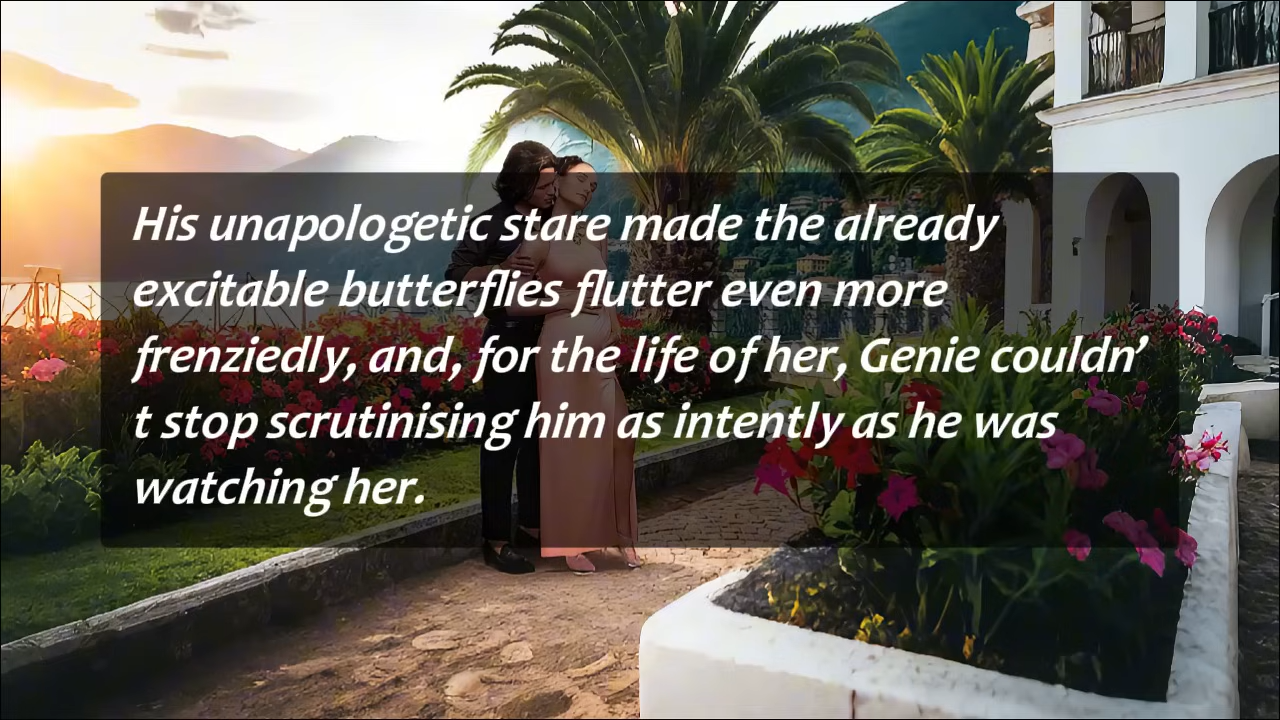 His unapologetic stare made the already
excitable butterflies flutter even more
frenziedly, and, for the life of her, Genie couldn’
t stop scrutinising him as intently as he was
watching her.